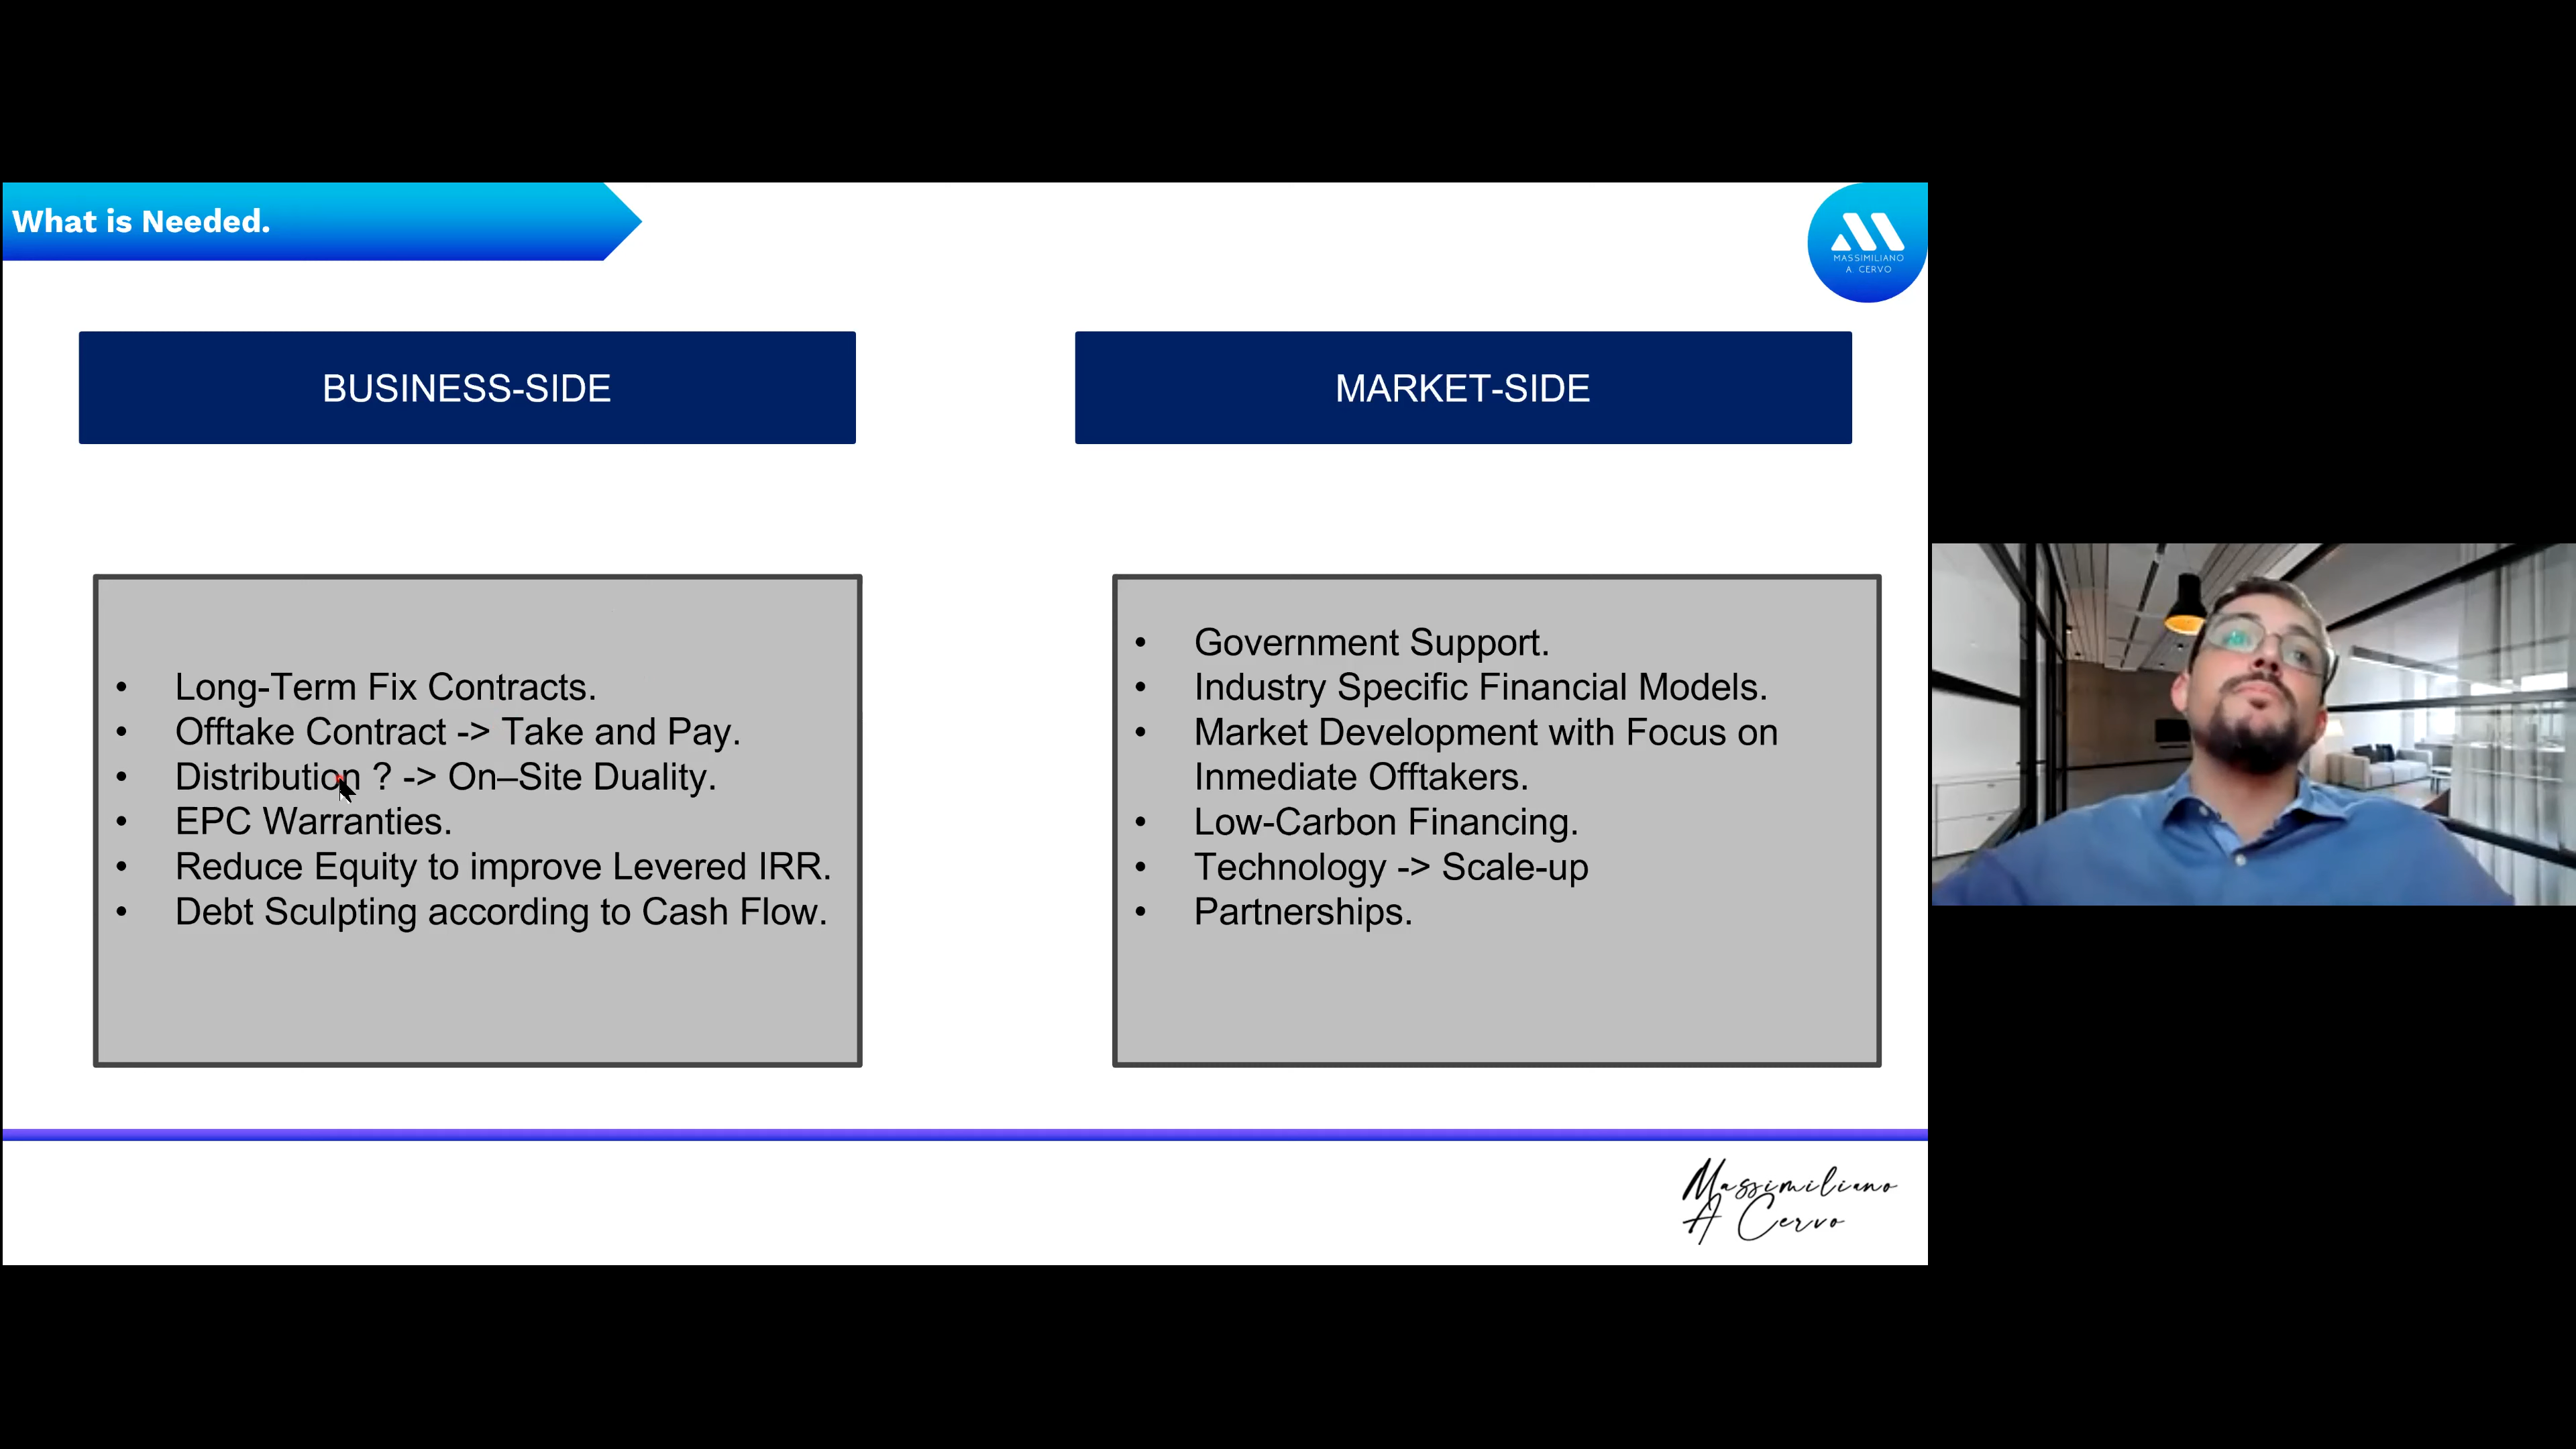 What is Needed.
MASSIMILIANO
A. CERVO
BUSINESS-SIDE
MARKET-SIDE
• Long-Term Fix Contracts.
• Offtake Contract -> Take and Pay.
• Distribution ? -> On–Site Duality.
• EPC Warranties.
• Reduce Equity to improve Levered IRR.
• Debt Sculpting according to Cash Flow.
• Government Support.
• Industry Specific Financial Models.
• Market Development with Focus on
Inmediate Offtakers.
• Low-Carbon Financing.
• Technology -> Scale-up
• Partnerships.
Massimiliano
A Cervo